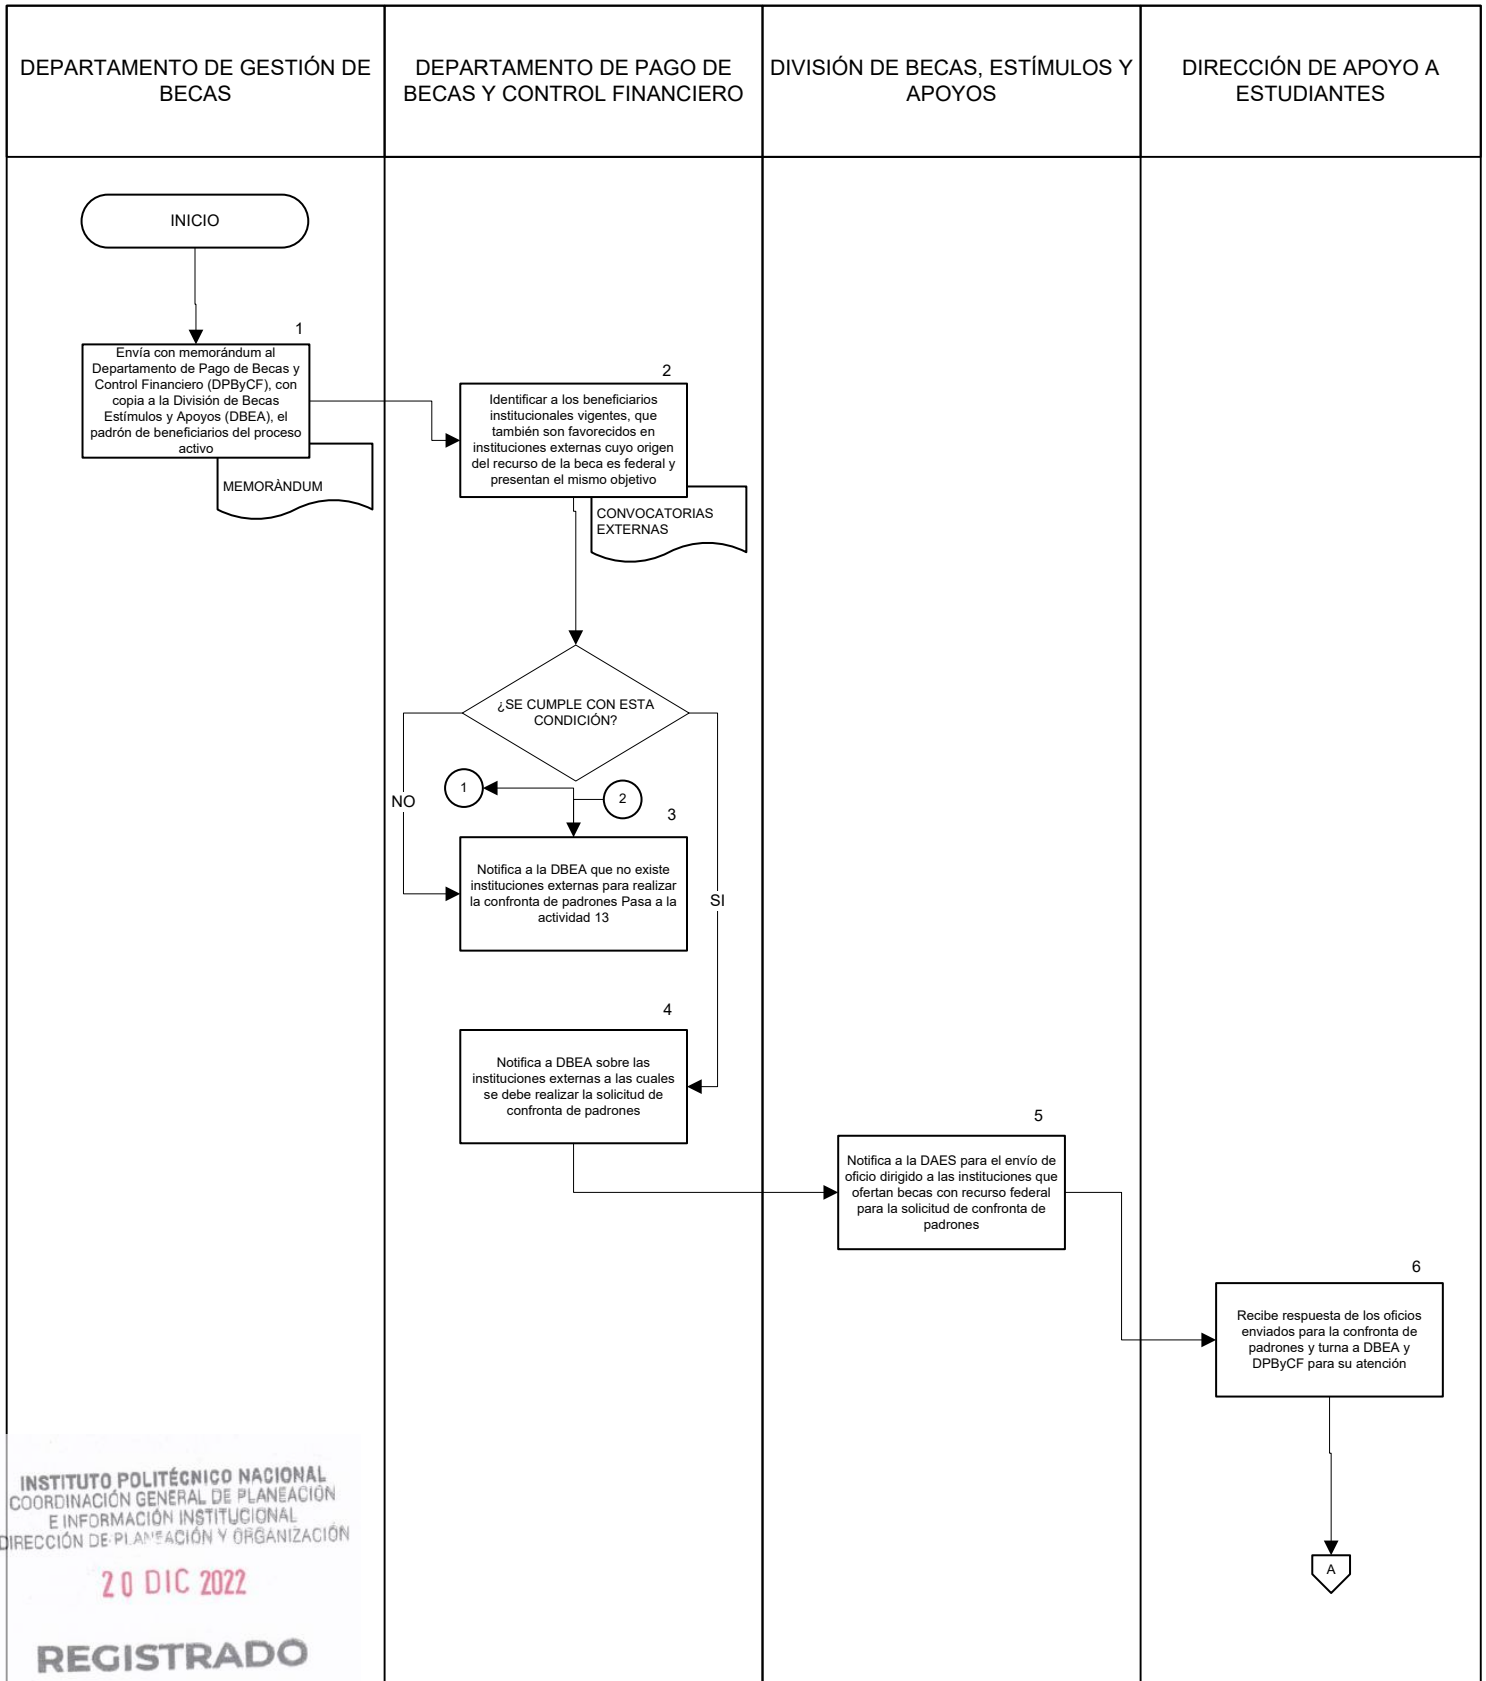 DEPARTAMENTO DE GESTIÓN DE
BECAS
DEPARTAMENTO DE PAGO DE
BECAS Y CONTROL FINANCIERO
DIVISIÓN DE BECAS, ESTÍMULOS Y
APOYOS
DIRECCIÓN DE APOYO A
ESTUDIANTES
INICIO
1
Envía con memorándum al
Departamento de Pago de Becas y
Control Financiero (DPByCF), con
copia a la División de Becas
Estímulos y Apoyos (DBEA), el
padrón de beneficiarios del proceso
activo
MEMORÀNDUM
2
Identificar a los beneficiarios
institucionales vigentes, que
también son favorecidos en
instituciones externas cuyo origen
del recurso de la beca es federal y
presentan el mismo objetivo
CONVOCATORIAS
EXTERNAS
¿SE CUMPLE CON ESTA
CONDICIÓN?
NO
1
2
3
Notifica a la DBEA que no existe
instituciones externas para realizar
la confronta de padrones Pasa a la
actividad 13
SI
4
Notifica a DBEA sobre las
instituciones externas a las cuales
se debe realizar la solicitud de
confronta de padrones
5
Notifica a la DAES para el envío de
oficio dirigido a las instituciones que
ofertan becas con recurso federal
para la solicitud de confronta de
padrones
6
Recibe respuesta de los oficios
enviados para la confronta de
padrones y turna a DBEA y
DPByCF para su atención
A
INSTITUTO POLITÉCNICO NACIONAL
COORDINACIÓN GENERAL DE PLANEACIÓN
E INFORMACIÓN INSTITUCIONAL
DIRECCIÓN DE PLANEACIÓN Y ORGANIZACIÓN
20 DIC 2022
REGISTRADO